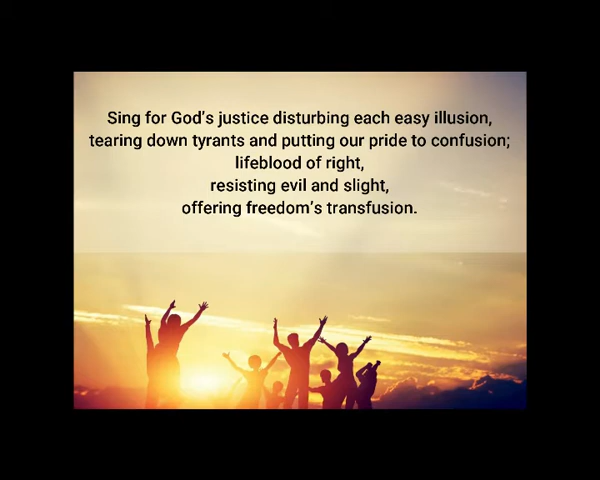 Sing for God's justice disturbing each easy illusion,
tearing down tyrants and putting our pride to confusion;
lifeblood of right,
resisting evil and slight,
offering freedom's transfusion.